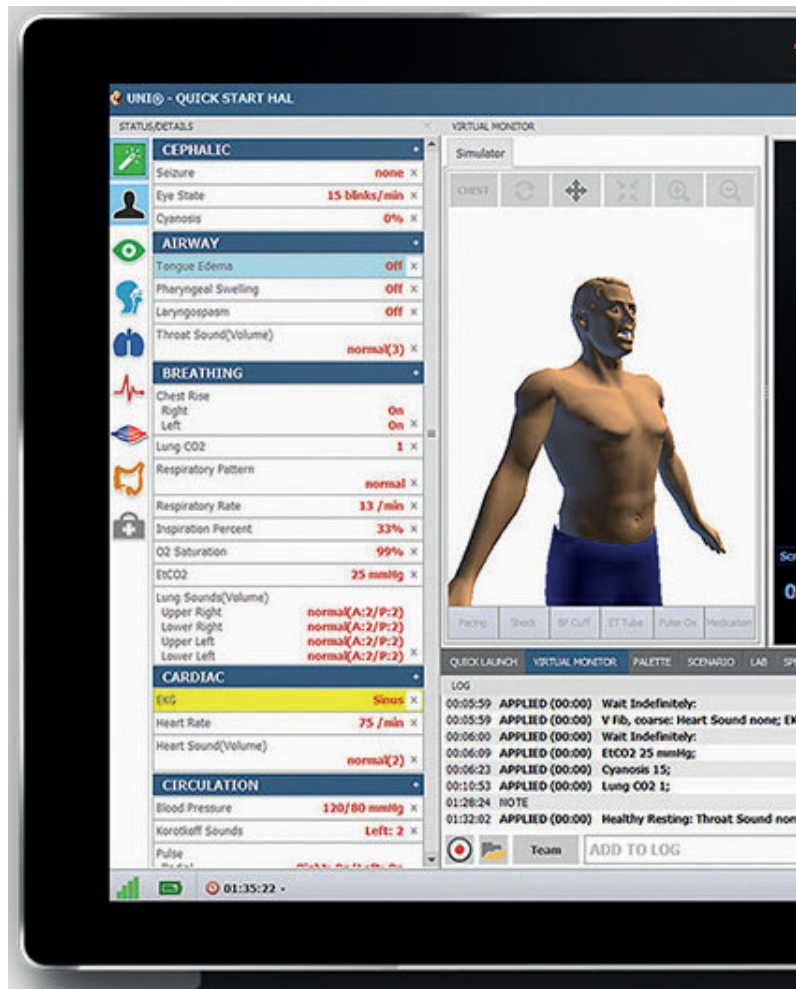 UNI® - QUICK START HAL
STATUS/DETAILS
CEPHALIC
Seizure none
Eye State 15 blinks/min
Cyanosis 0%
AIRWAY
Tongue Edema Off
Pharyngeal Swelling Off
Laryngospasm Off
Throat Sound(Volume)
normal(3)
BREATHING
Chest Rise
Right On
Left On
Lung CO2 1
Respiratory Pattern
normal
Respiratory Rate 13 /min
Inspiration Percent 33%
O2 Saturation 99%
EtCO2 25 mmHg
Lung Sounds(Volume)
Upper Right normal(A:2/P:2)
Lower Right normal(A:2/P:2)
Upper Left normal(A:2/P:2)
Lower Left normal(A:2/P:2)
CARDIAC
EKG Sinus
Heart Rate 75 /min
Heart Sound(Volume)
normal(2)
CIRCULATION
Blood Pressure 120/80 mmHg
Korotkoff Sounds Left: 2
Pulse
01:35:22
VIRTUAL MONITOR
Simulator
CHEST
Pacing Shock BP Cuff ET Tube Pulse Ox Medication
QUICK LAUNCH VIRTUAL MONITOR PALETTE SCENARIO LAB
LOG
00:05:59 APPLIED (00:00) Wait Indefinitely:
00:05:59 APPLIED (00:00) V Fib, coarse: Heart Sound none;
00:06:00 APPLIED (00:00) Wait Indefinitely:
00:06:09 APPLIED (00:00) EtCO2 25 mmHg;
00:06:23 APPLIED (00:00) Cyanosis 15;
00:10:53 APPLIED (00:00) Lung CO2 1;
01:28:24 NOTE
01:32:02 APPLIED (00:00) Healthy Resting: Throat Sound
Team ADD TO LOG